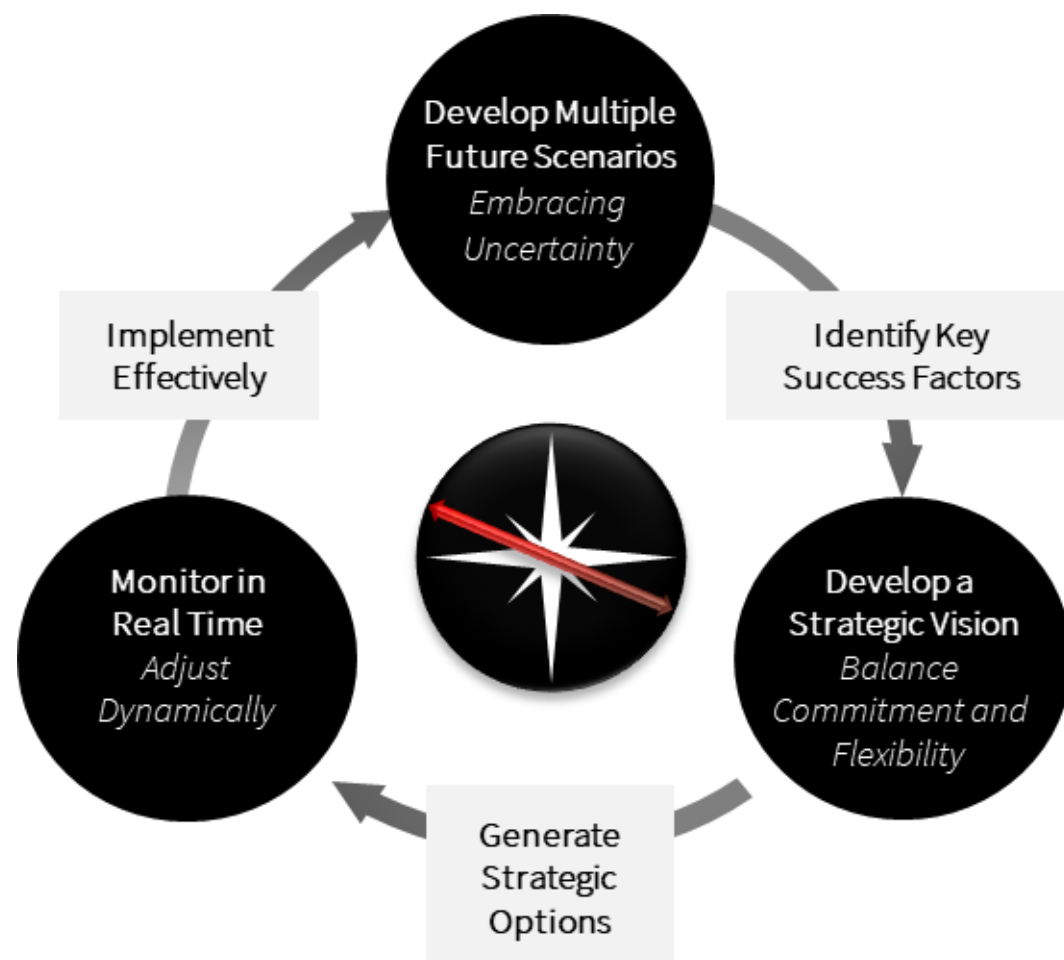 Develop Multiple
Future Scenarios
Embracing
Uncertainty
Identify Key
Success Factors
Develop a
Strategic Vision
Balance
Commitment and
Flexibility
Generate
Strategic
Options
Monitor in
Real Time
Adjust
Dynamically
Implement
Effectively